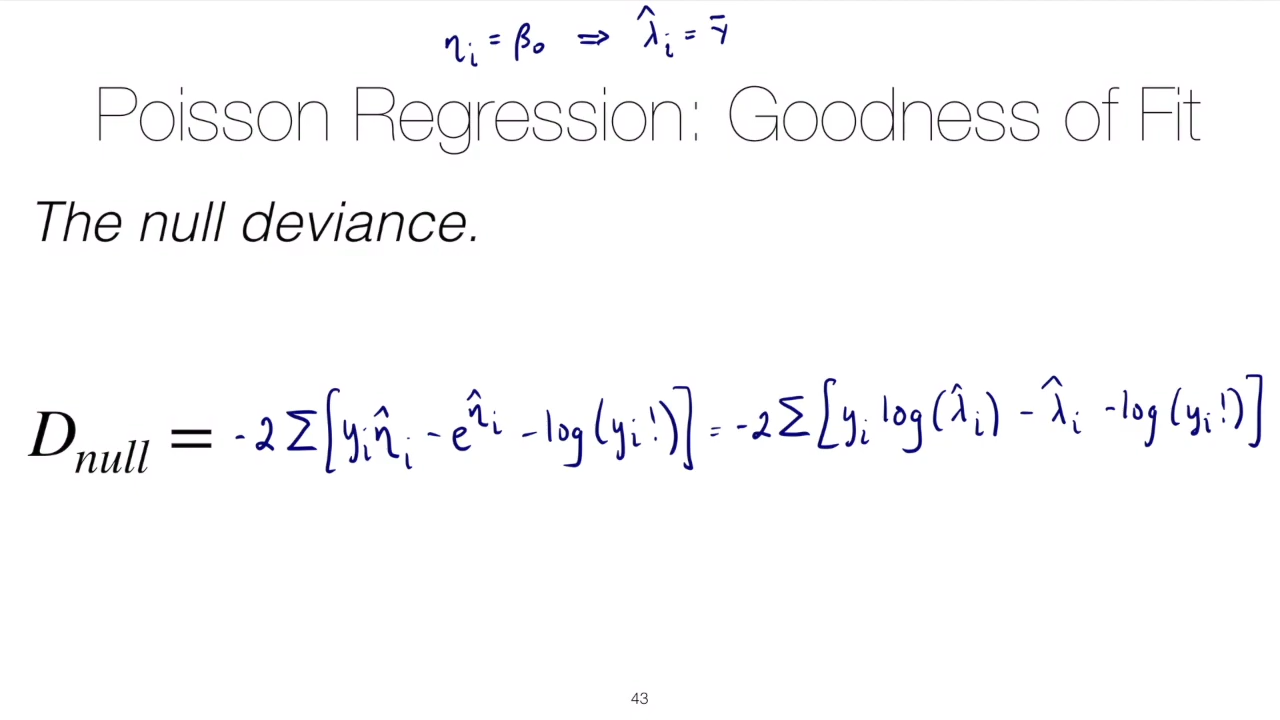 η_i = β_0 ⇒ λ̂_i = ȳ
Poisson Regression: Goodness of Fit
The null deviance.
D_null = -2 Σ[y_i η̂_i - e^{η̂_i} - log(y_i!)] = -2 Σ[y_i log(λ̂_i) - λ̂_i - log(y_i!)]
43